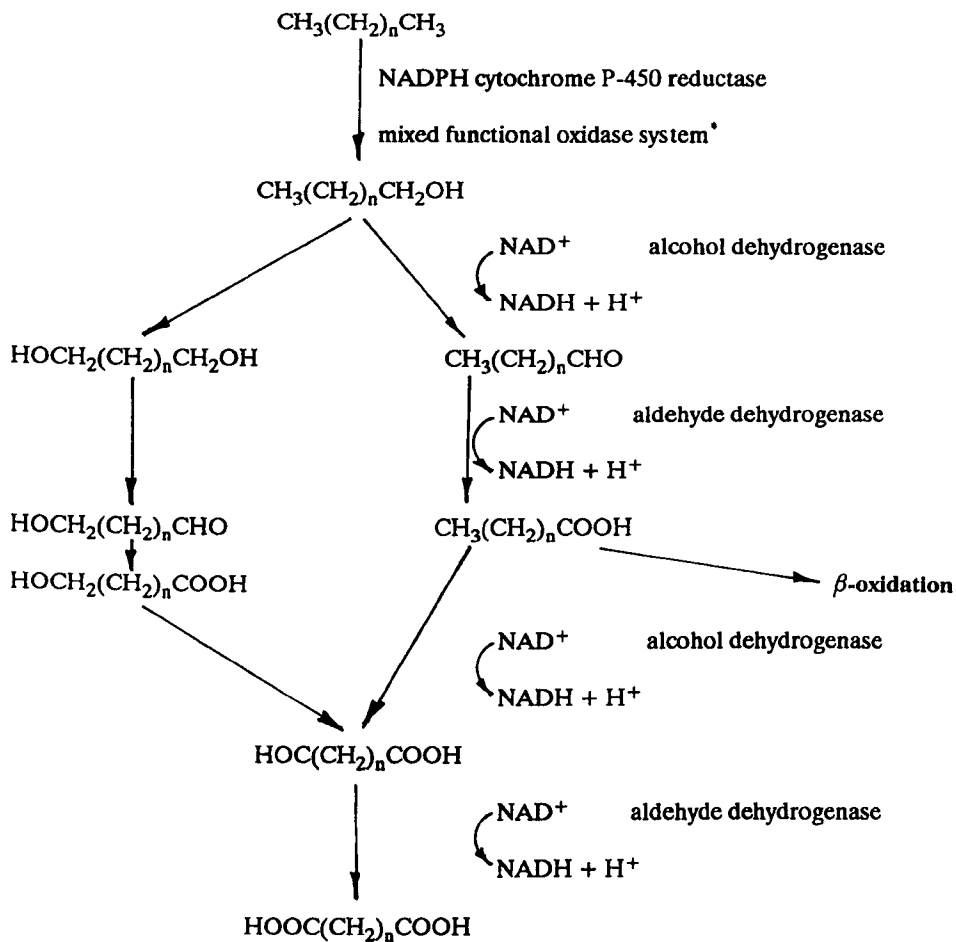 CH₃(CH₂)ₙCH₃
NADPH cytochrome P-450 reductase
mixed functional oxidase system*
CH₃(CH₂)ₙCH₂OH
NAD⁺ alcohol dehydrogenase
NADH + H⁺
HOCH₂(CH₂)ₙCH₂OH CH₃(CH₂)ₙCHO
NAD⁺ aldehyde dehydrogenase
NADH + H⁺
HOCH₂(CH₂)ₙCHO CH₃(CH₂)ₙCOOH
HOCH₂(CH₂)ₙCOOH β-oxidation
NAD⁺ alcohol dehydrogenase
NADH + H⁺
HOC(CH₂)ₙCOOH
NAD⁺ aldehyde dehydrogenase
NADH + H⁺
HOOC(CH₂)ₙCOOH